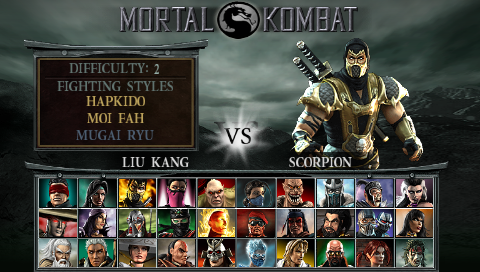 MORTAL KOMBAT
DIFFICULTY: 2
FIGHTING STYLES
HAPKIDO
MOI FAH
MUGAI RYU
VS
LIU KANG
SCORPION